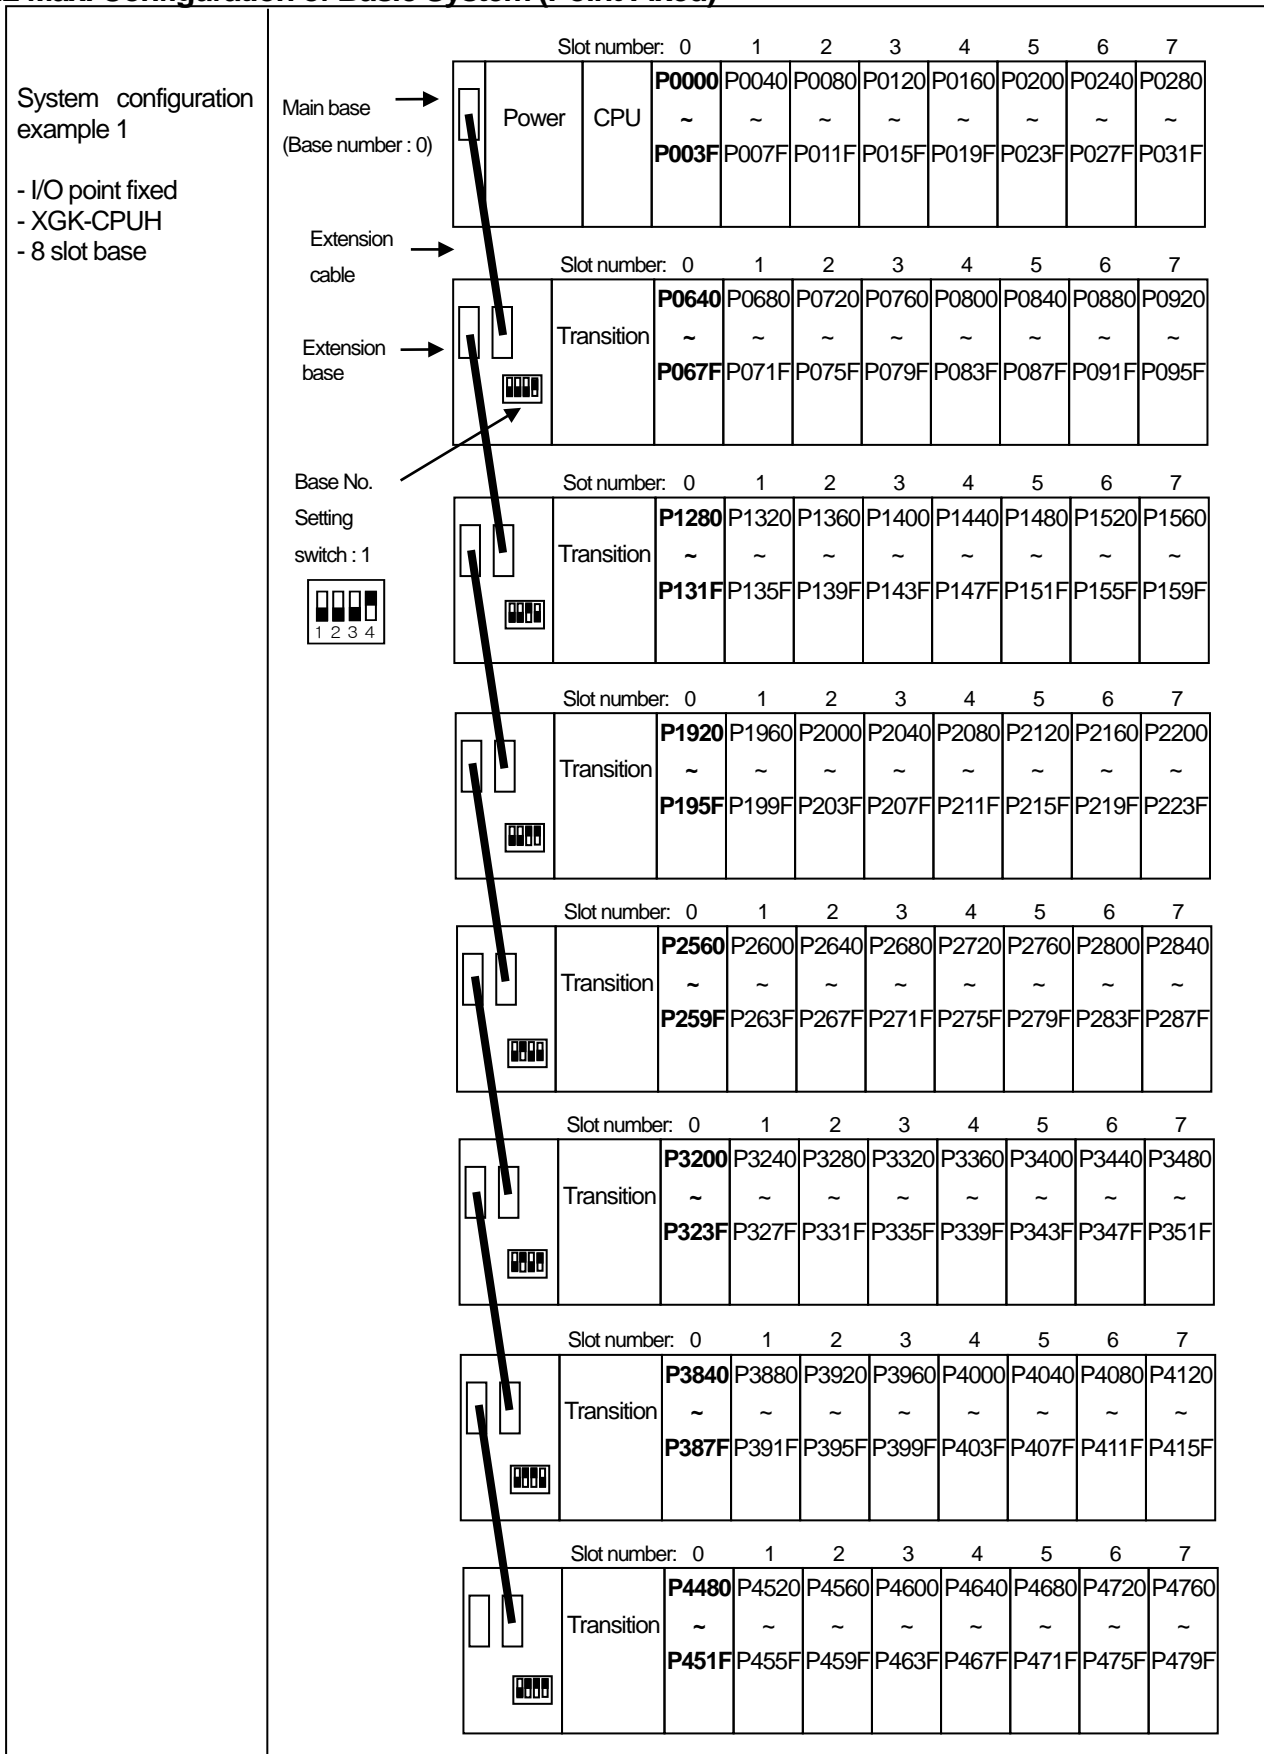 System configuration
example 1
- I/O point fixed
- XGK-CPUH
- 8 slot base
Slot number: 0 1 2 3 4 5 6 7
Main base
(Base number : 0)
Power CPU
P0000 P0040 P0080 P0120 P0160 P0200 P0240 P0280
~ ~ ~ ~ ~ ~ ~ ~
P003F P007F P011F P015F P019F P023F P027F P031F
Extension
cable
Slot number: 0 1 2 3 4 5 6 7
Extension
base
P0640 P0680 P0720 P0760 P0800 P0840 P0880 P0920
Transition ~ ~ ~ ~ ~ ~ ~ ~
P067F P071F P075F P079F P083F P087F P091F P095F
Base No.
Setting
switch : 1
1 2 3 4
Sot number: 0 1 2 3 4 5 6 7
P1280 P1320 P1360 P1400 P1440 P1480 P1520 P1560
Transition ~ ~ ~ ~ ~ ~ ~ ~
P131F P135F P139F P143F P147F P151F P155F P159F
Slot number: 0 1 2 3 4 5 6 7
P1920 P1960 P2000 P2040 P2080 P2120 P2160 P2200
Transition ~ ~ ~ ~ ~ ~ ~ ~
P195F P199F P203F P207F P211F P215F P219F P223F
Slot number: 0 1 2 3 4 5 6 7
P2560 P2600 P2640 P2680 P2720 P2760 P2800 P2840
Transition ~ ~ ~ ~ ~ ~ ~ ~
P259F P263F P267F P271F P275F P279F P283F P287F
Slot number: 0 1 2 3 4 5 6 7
P3200 P3240 P3280 P3320 P3360 P3400 P3440 P3480
Transition ~ ~ ~ ~ ~ ~ ~ ~
P323F P327F P331F P335F P339F P343F P347F P351F
Slot number: 0 1 2 3 4 5 6 7
P3840 P3880 P3920 P3960 P4000 P4040 P4080 P4120
Transition ~ ~ ~ ~ ~ ~ ~ ~
P387F P391F P395F P399F P403F P407F P411F P415F
Slot number: 0 1 2 3 4 5 6 7
P4480 P4520 P4560 P4600 P4640 P4680 P4720 P4760
Transition ~ ~ ~ ~ ~ ~ ~ ~
P451F P455F P459F P463F P467F P471F P475F P479F